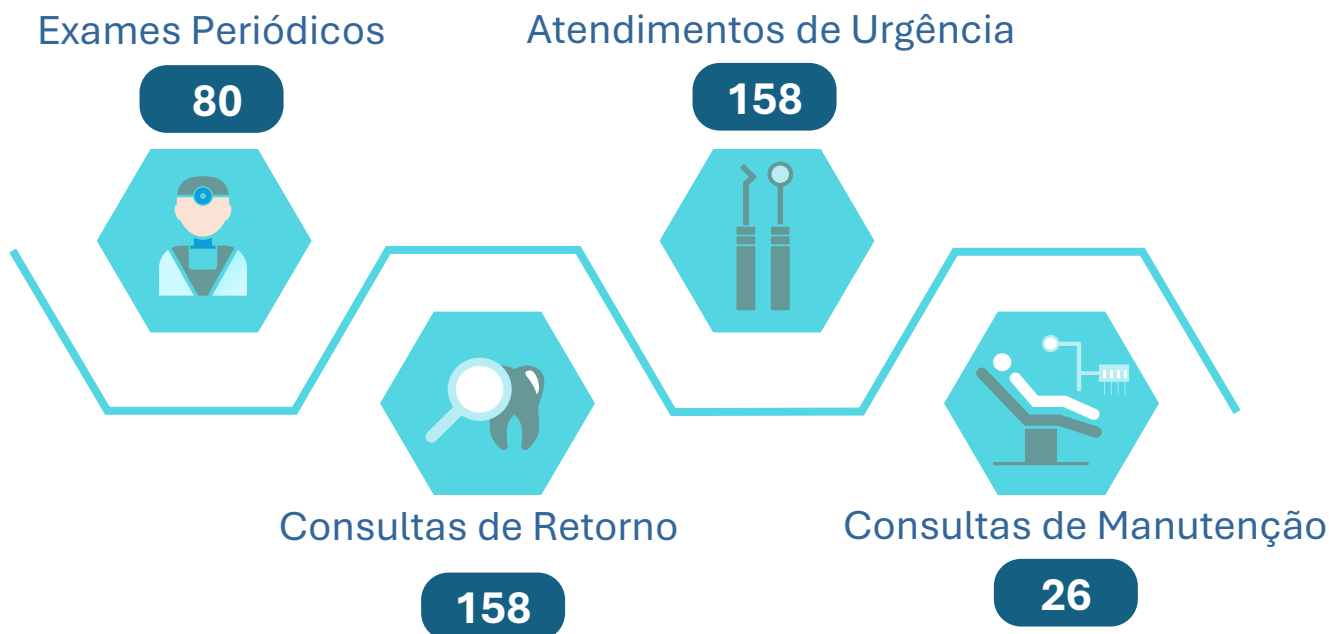 Exames Periódicos
80
Atendimentos de Urgência
158
Consultas de Retorno
158
Consultas de Manutenção
26